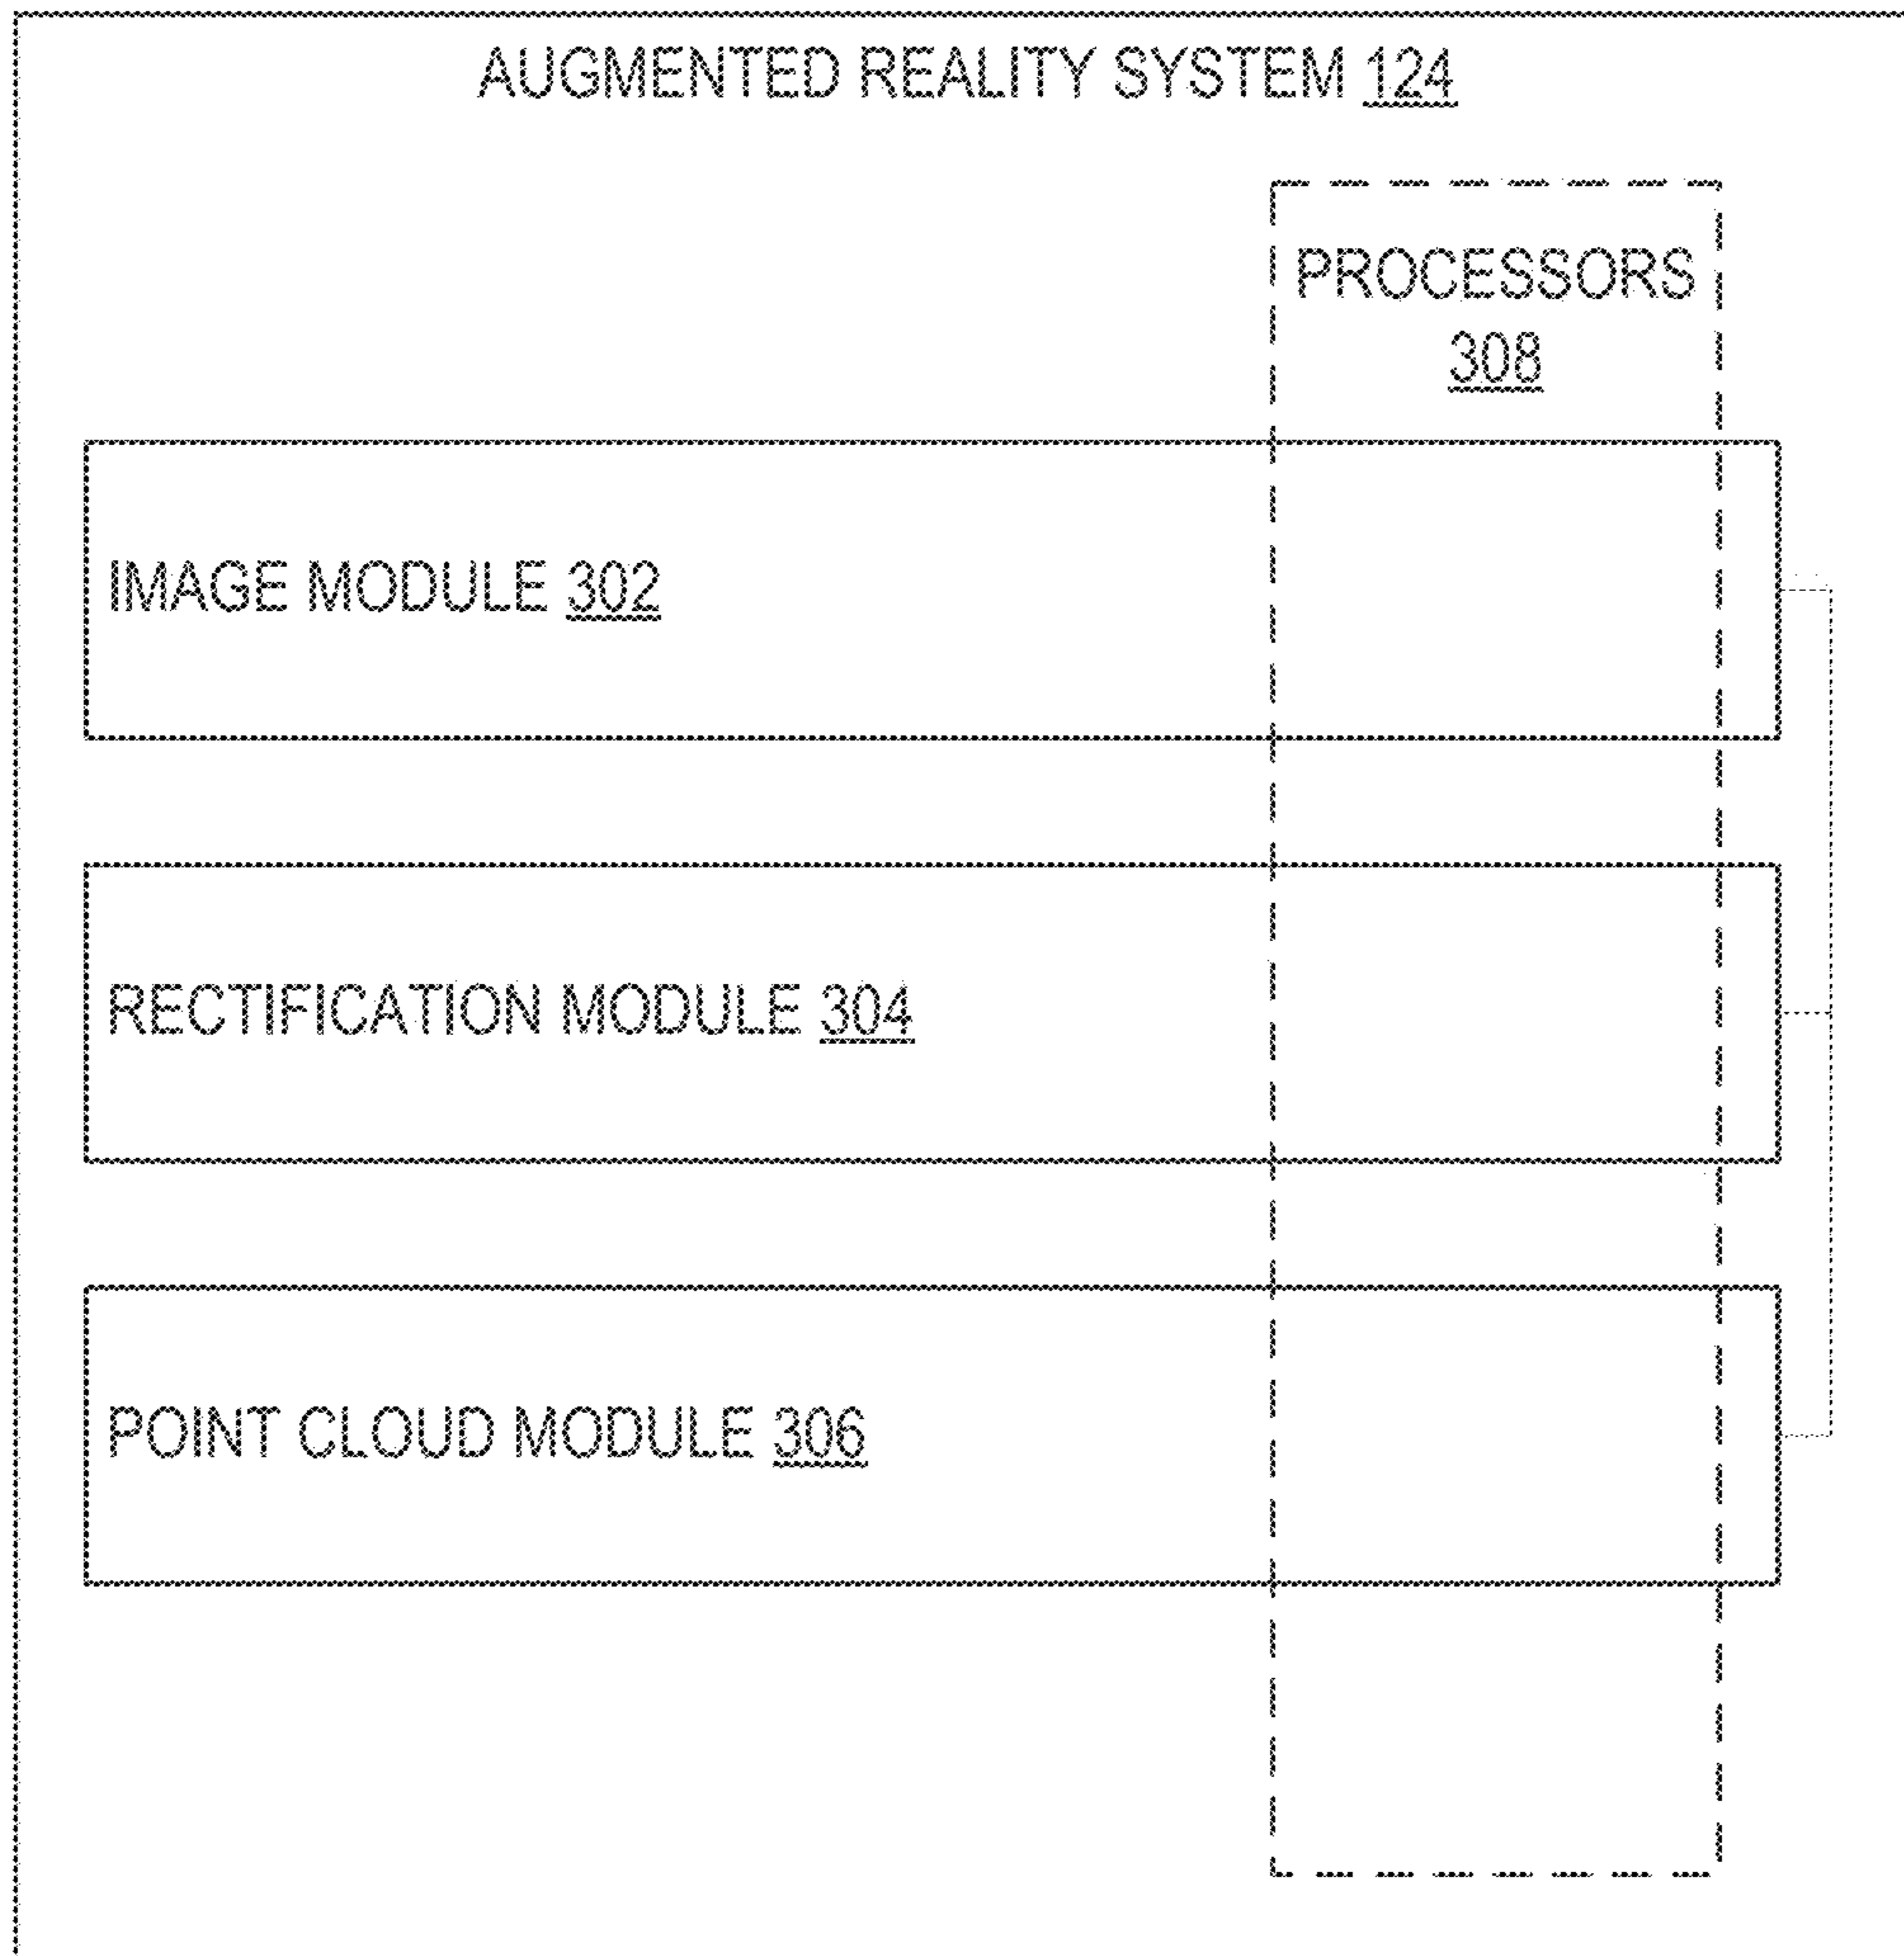 AUGMENTED REALITY SYSTEM 124
PROCESSORS
308
IMAGE MODULE 302
RECTIFICATION MODULE 304
POINT CLOUD MODULE 306